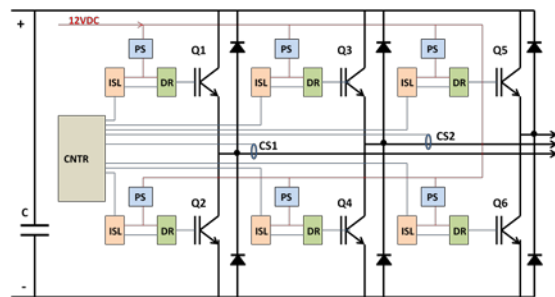 + 12VDC
PS Q1 PS Q3 PS Q5
ISL DR ISL DR ISL DR
CNTR CS1 CS2
PS Q2 PS Q4 PS Q6
C ISL DR ISL DR ISL DR
-